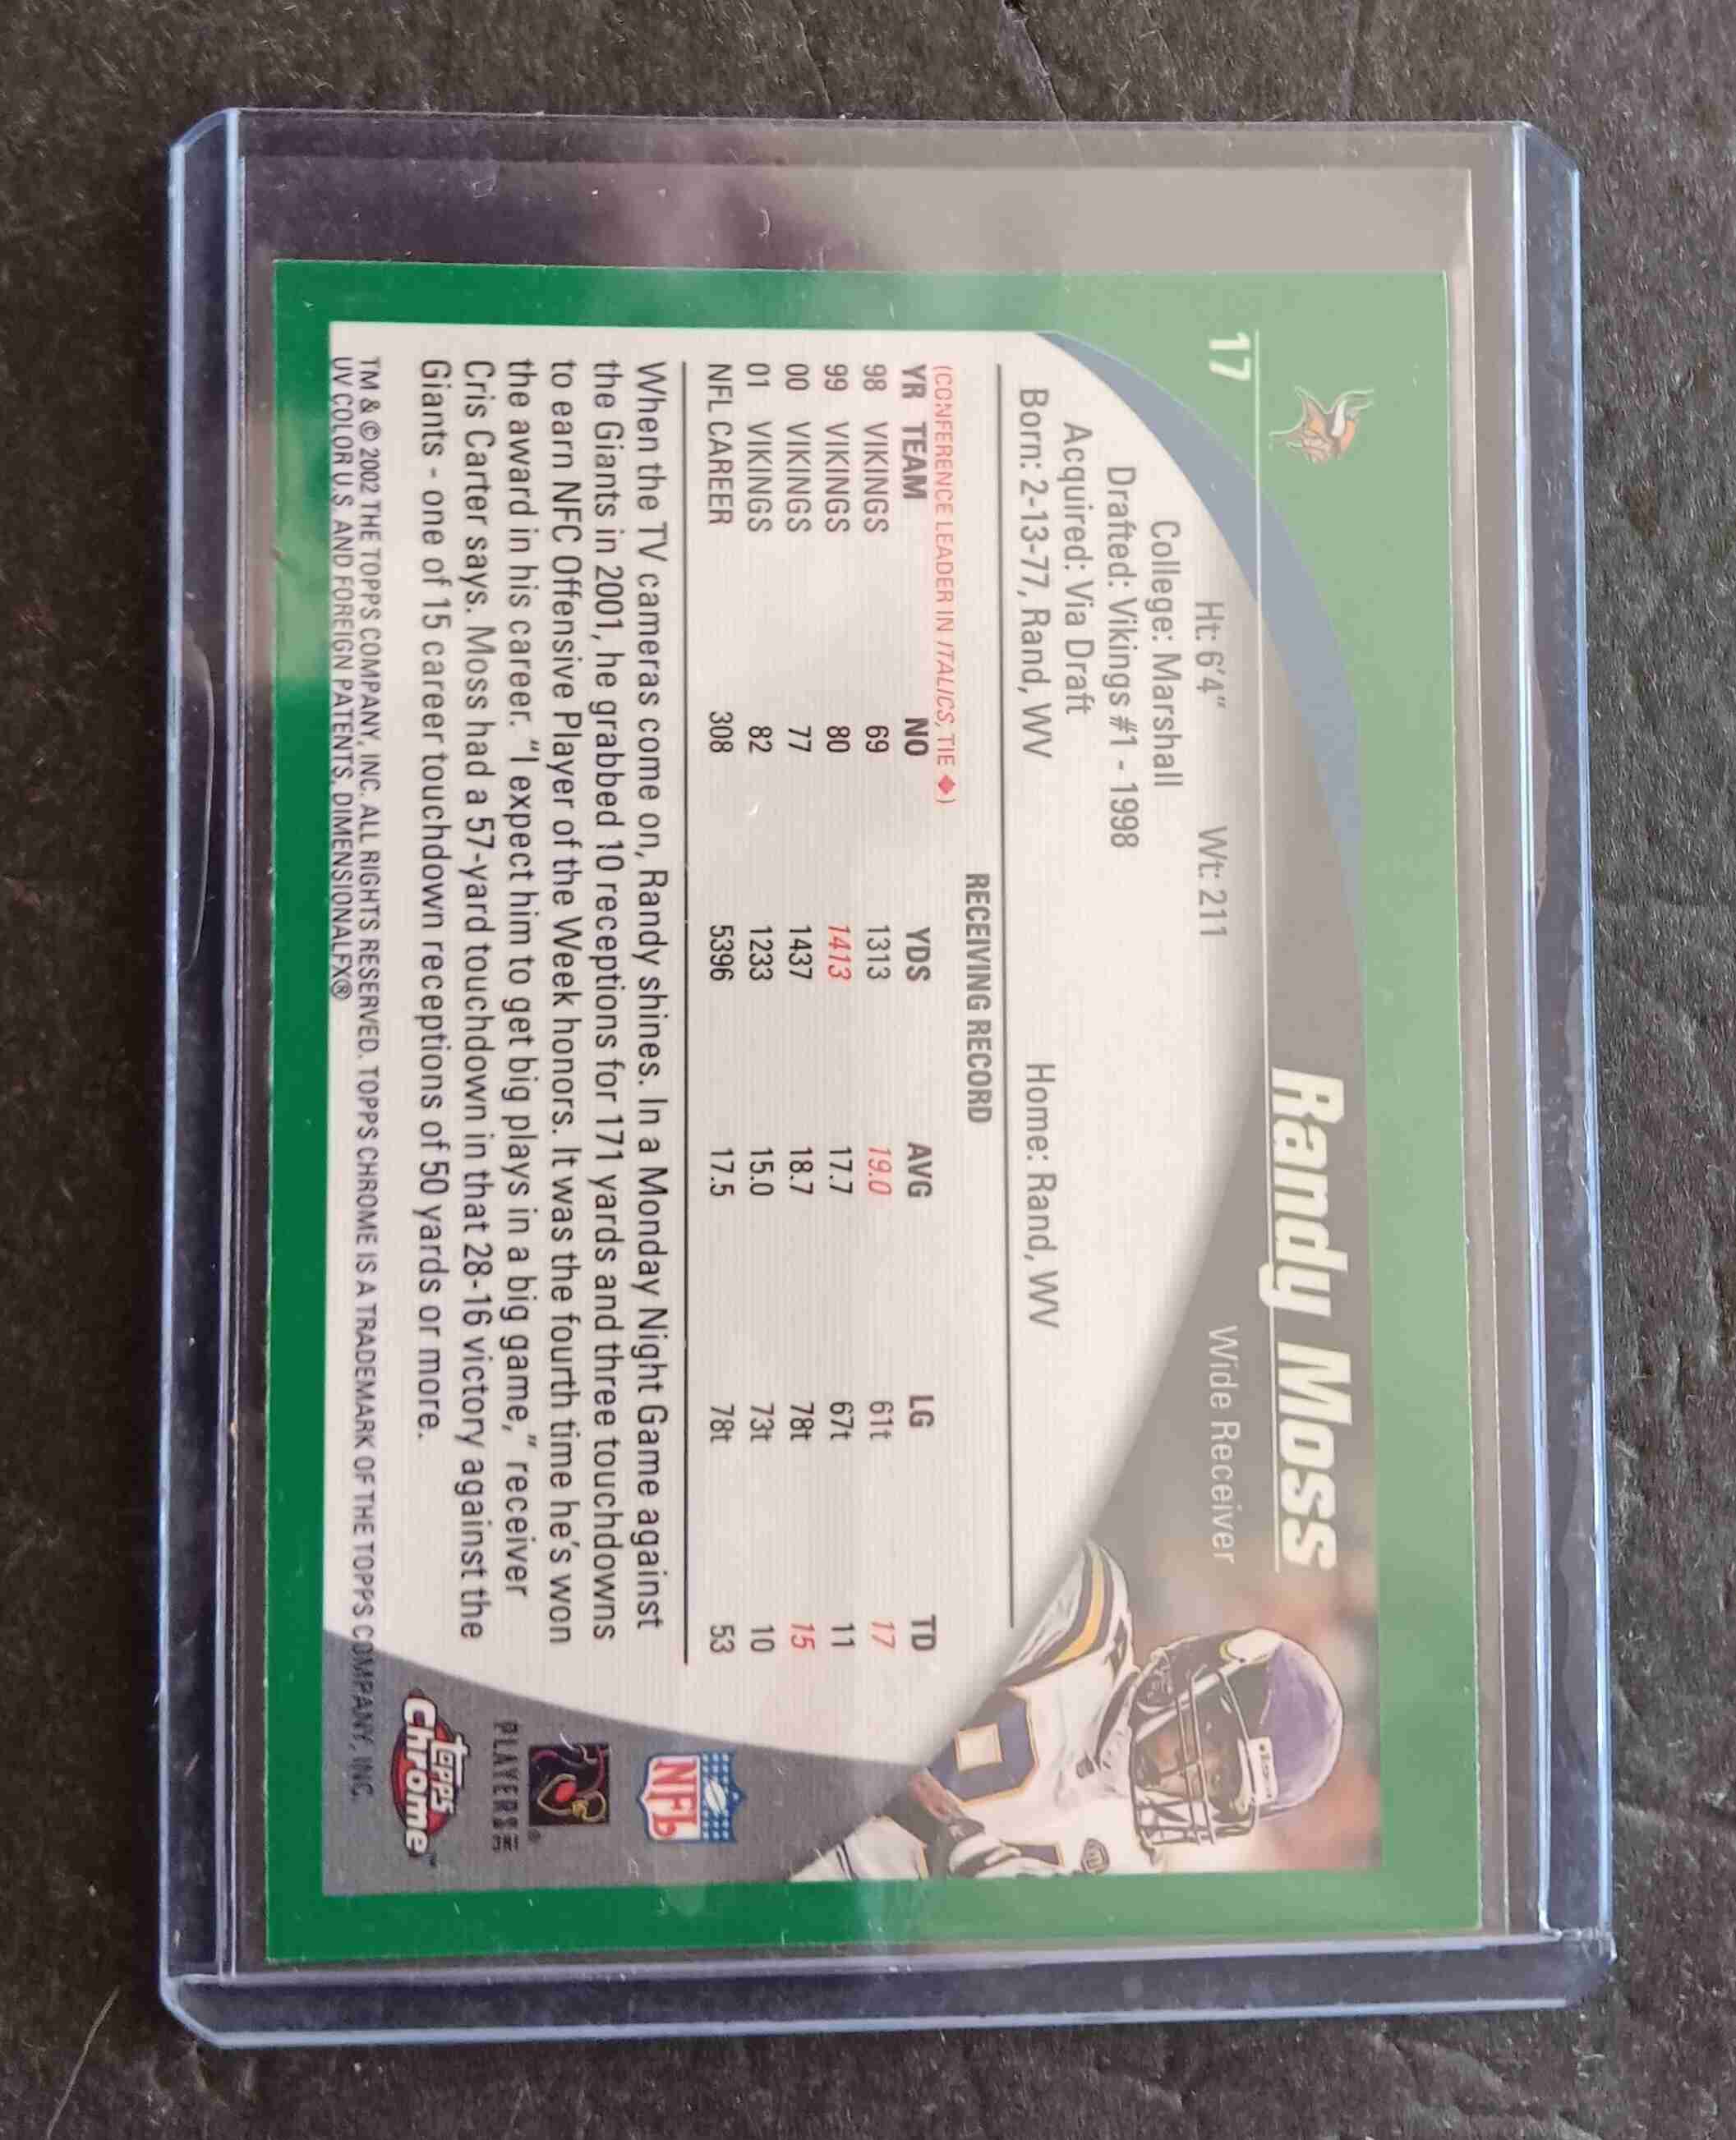 17
Randy Moss
Ht: 6'4" Wt: 211 Wide Receiver
College: Marshall
Drafted: Vikings #1 - 1998
Acquired: Via Draft
Born: 2-13-77, Rand, WV Home: Rand, WV
RECEIVING RECORD
(CONFERENCE LEADER IN ITALICS, TIE ◆)
YR TEAM NO YDS AVG LG TD
98 VIKINGS 69 1313 19.0 61t 17
99 VIKINGS 80 1413 17.7 67t 11
00 VIKINGS 77 1437 18.7 78t 15
01 VIKINGS 82 1233 15.0 73t 10
NFL CAREER 308 5396 17.5 78t 53
When the TV cameras come on, Randy shines. In a Monday Night Game against
the Giants in 2001, he grabbed 10 receptions for 171 yards and three touchdowns
to earn NFC Offensive Player of the Week honors. It was the fourth time he's won
the award in his career. "I expect him to get big plays in a big game," receiver
Cris Carter says. Moss had a 57-yard touchdown in that 28-16 victory against the
Giants - one of 15 career touchdown receptions of 50 yards or more.
TM & © 2002 THE TOPPS COMPANY, INC. ALL RIGHTS RESERVED. TOPPS CHROME IS A TRADEMARK OF THE TOPPS COMPANY, INC.
UV COLOR U.S. AND FOREIGN PATENTS, DIMENSIONALFX®
NFL
PLAYERS
topps
Chrome™